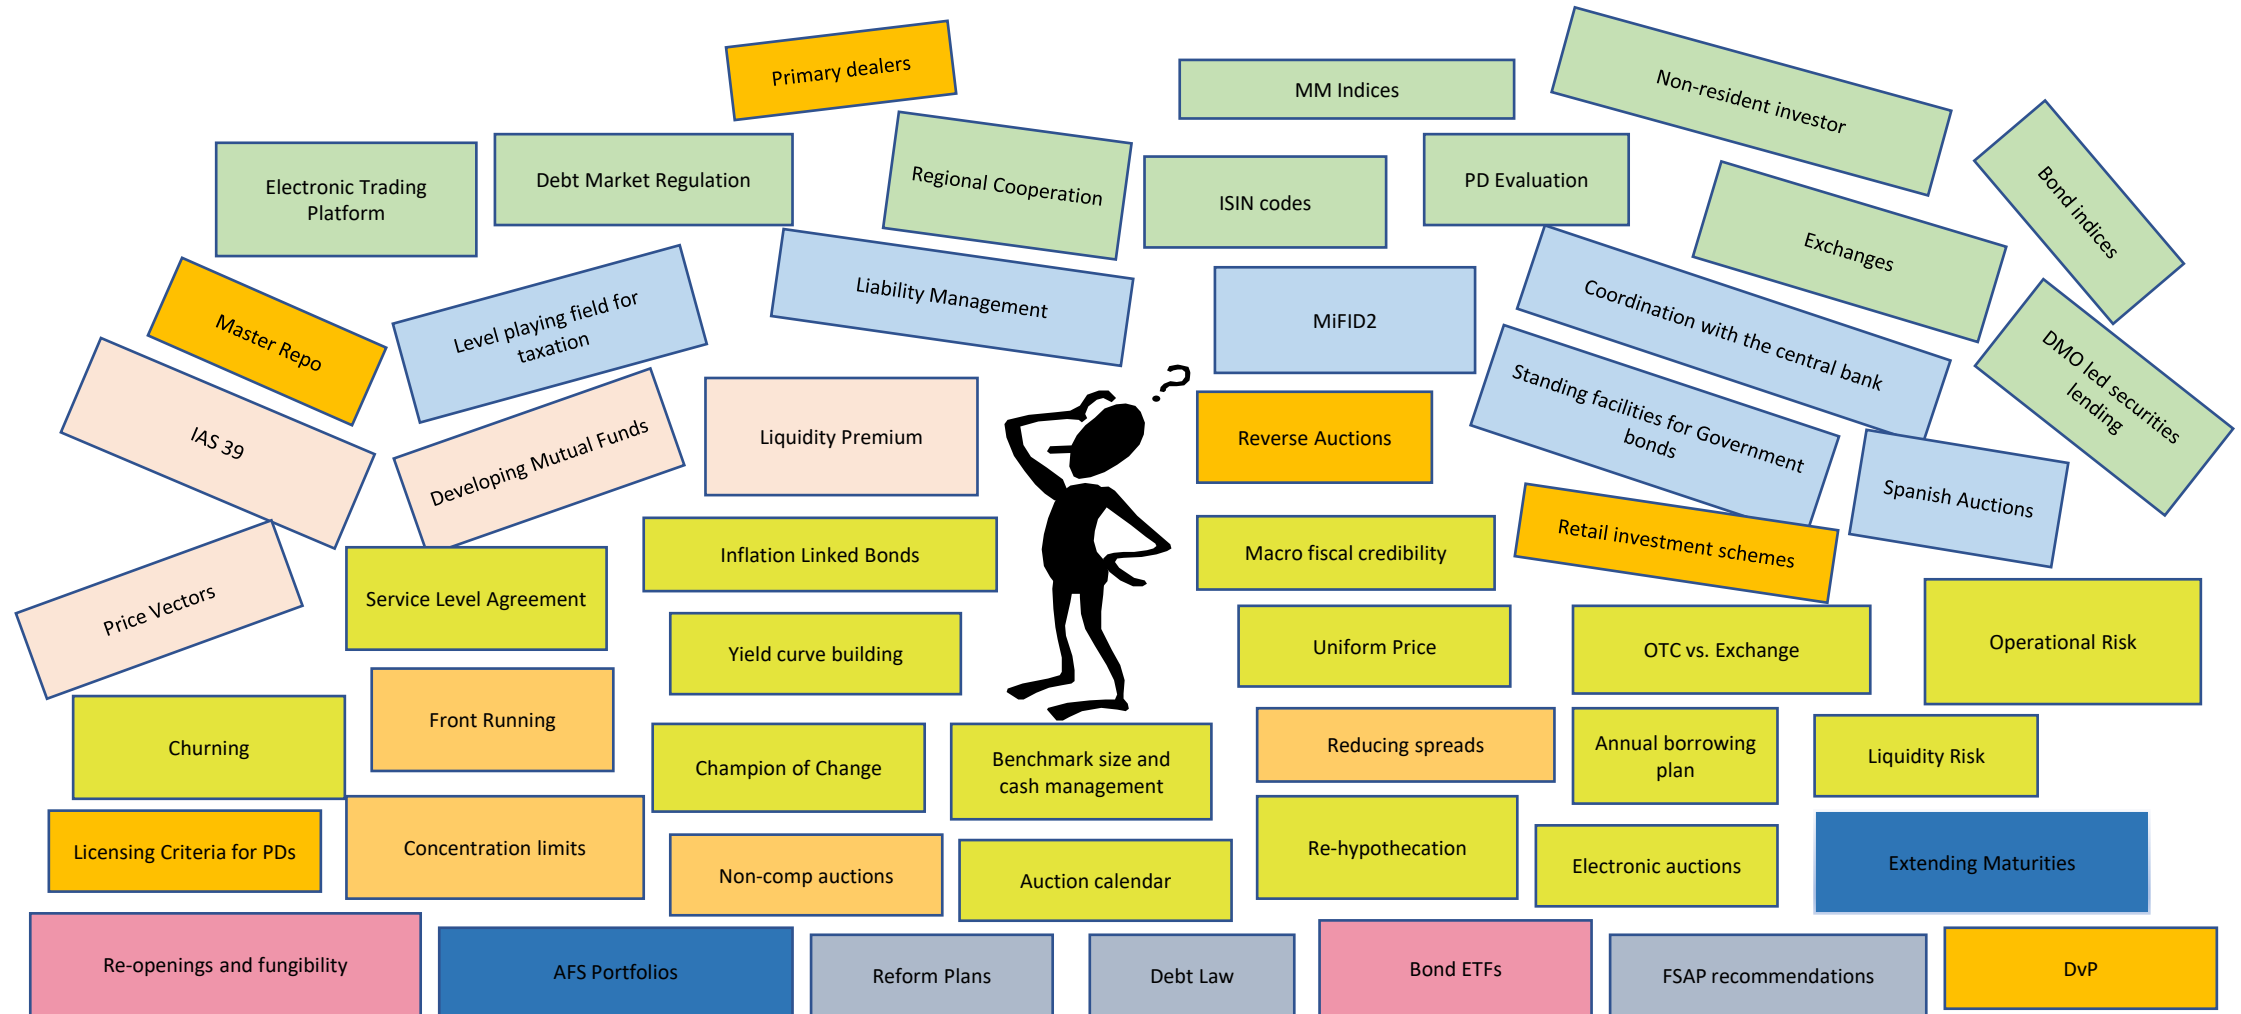 Primary dealers
MM Indices
Non-resident investor
Electronic Trading
Platform
Debt Market Regulation
Regional Cooperation
ISIN codes
PD Evaluation
Exchanges
Bond indices
Master Repo
Level playing field for
taxation
Liability Management
MiFID2
Coordination with the central bank
DMO led securities
lending
IAS 39
Developing Mutual Funds
Liquidity Premium
?
Reverse Auctions
Standing facilities for Government
bonds
Spanish Auctions
Price Vectors
Service Level Agreement
Inflation Linked Bonds
Macro fiscal credibility
Retail investment schemes
Yield curve building
Uniform Price
OTC vs. Exchange
Operational Risk
Churning
Front Running
Champion of Change
Benchmark size and
cash management
Reducing spreads
Annual borrowing
plan
Liquidity Risk
Licensing Criteria for PDs
Concentration limits
Non-comp auctions
Auction calendar
Re-hypothecation
Electronic auctions
Extending Maturities
Re-openings and fungibility
AFS Portfolios
Reform Plans
Debt Law
Bond ETFs
FSAP recommendations
DvP